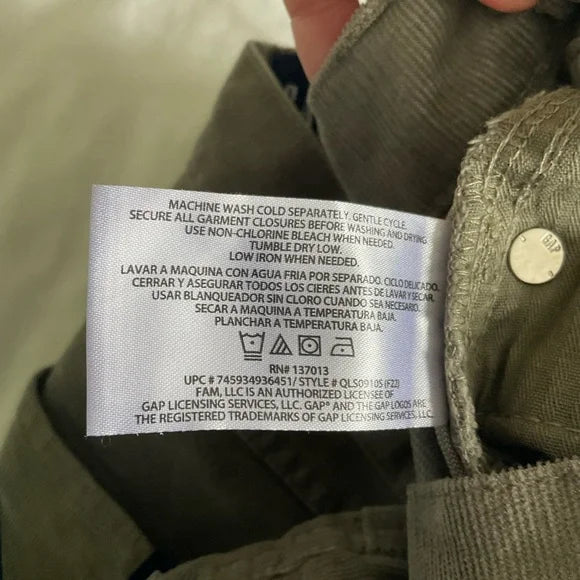 MACHINE WASH COLD SEPARATELY. GENTLE CYCLE.
SECURE ALL GARMENT CLOSURES BEFORE WASHING AND DRYING
USE NON-CHLORINE BLEACH WHEN NEEDED.
TUMBLE DRY LOW.
LOW IRON WHEN NEEDED.
LAVAR A MAQUINA CON AGUA FRIA POR SEPARADO. CICLO DELICADO.
CERRAR Y ASEGURAR TODOS LOS CIERES ANTES DE LAVAR Y SECAR.
USAR BLANQUEADOR SIN CLORO CUANDO SEA NECESARIO.
SECAR A MAQUINA A TEMPERATURA BAJA.
PLANCHAR A TEMPERATURA BAJA.
RN# 137013
UPC # 745934936451/ STYLE # QLS0910S (F22)
FAM, LLC IS AN AUTHORIZED LICENSEE OF
GAP LICENSING SERVICES, LLC. GAP® AND THE GAP LOGOS ARE
THE REGISTERED TRADEMARKS OF GAP LICENSING SERVICES, LLC.
GAP